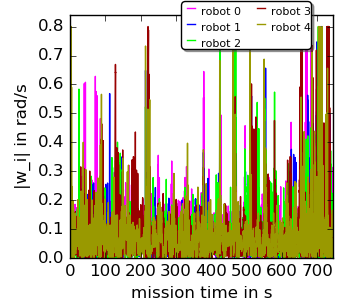 robot 0
robot 1
robot 2
robot 3
robot 4
0.8
0.7
0.6
0.5
0.4
0.3
0.2
0.1
0.0
|w_i| in rad/s
0 100 200 300 400 500 600 700
mission time in s